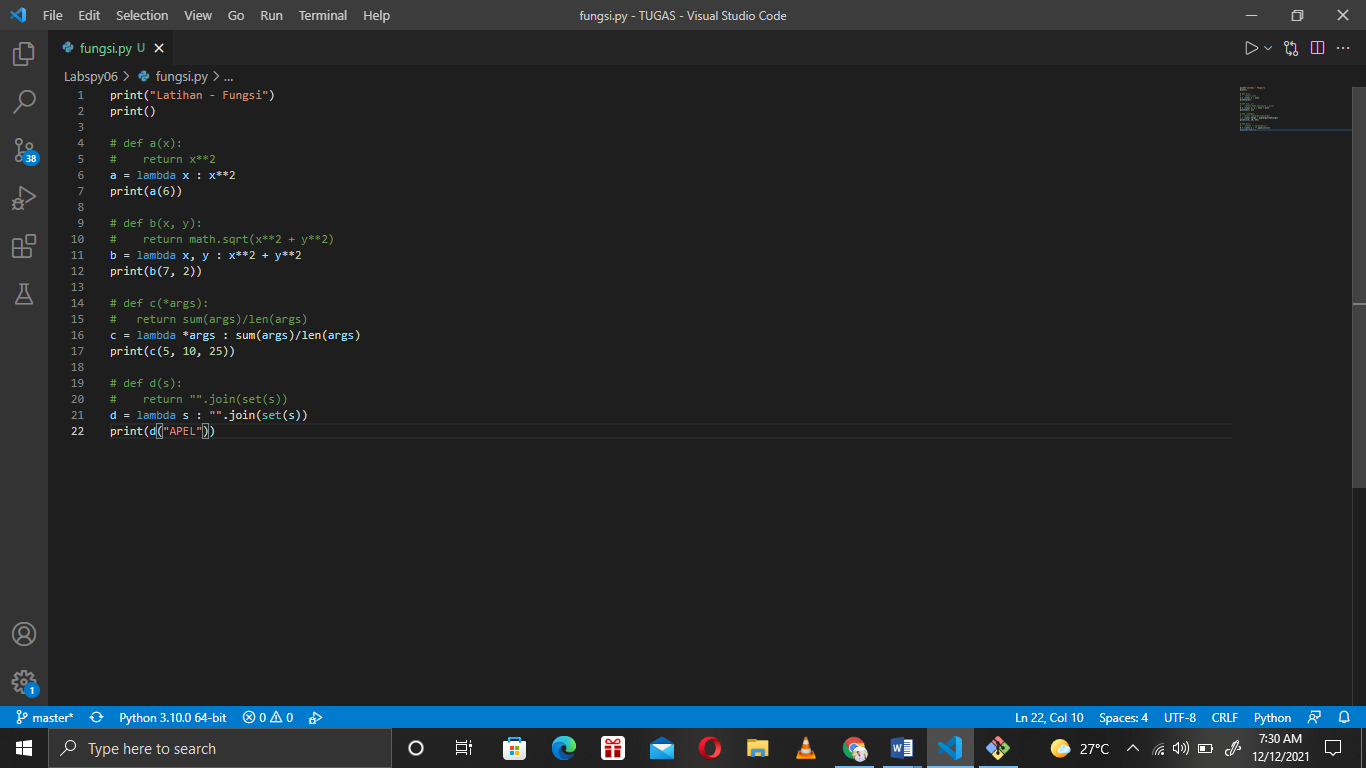 File Edit Selection View Go Run Terminal Help
fungsi.py - TUGAS - Visual Studio Code
fungsi.py U
Labspy06 > fungsi.py > ...
1 print("Latihan - Fungsi")
2 print()
3
4 # def a(x):
5 #    return x**2
6 a = lambda x : x**2
7 print(a(6))
8
9 # def b(x, y):
10 #    return math.sqrt(x**2 + y**2)
11 b = lambda x, y : x**2 + y**2
12 print(b(7, 2))
13
14 # def c(*args):
15 #   return sum(args)/len(args)
16 c = lambda *args : sum(args)/len(args)
17 print(c(5, 10, 25))
18
19 # def d(s):
20 #    return "".join(set(s))
21 d = lambda s : "".join(set(s))
22 print(d("APEL"))
38
1
master* Python 3.10.0 64-bit 0 0 Ln 22, Col 10 Spaces: 4 UTF-8 CRLF Python
Type here to search
27°C
7:30 AM
12/12/2021